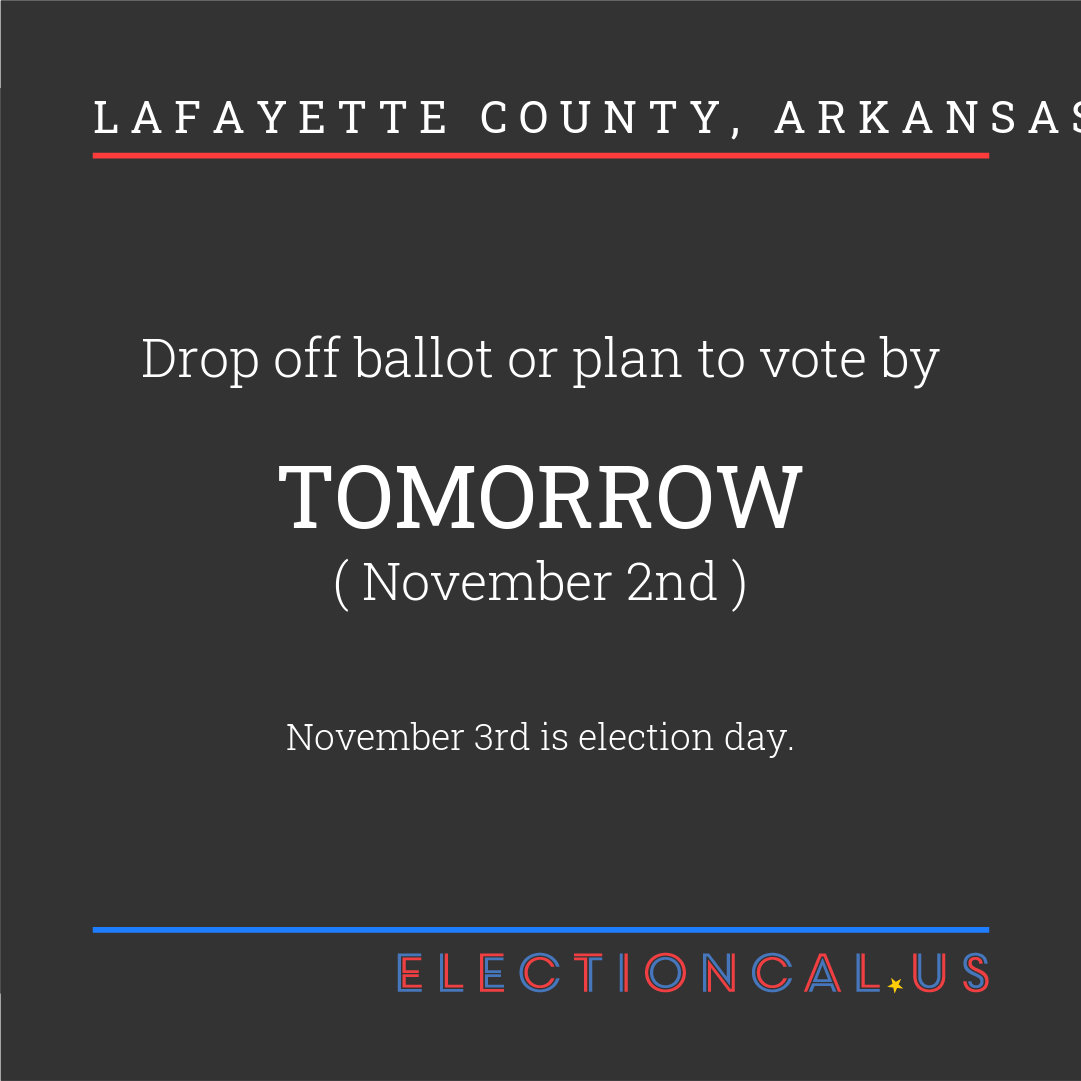 LAFAYETTE COUNTY, ARKANSAS
Drop off ballot or plan to vote by
TOMORROW
( November 2nd )
November 3rd is election day.
ELECTIONCAL.US